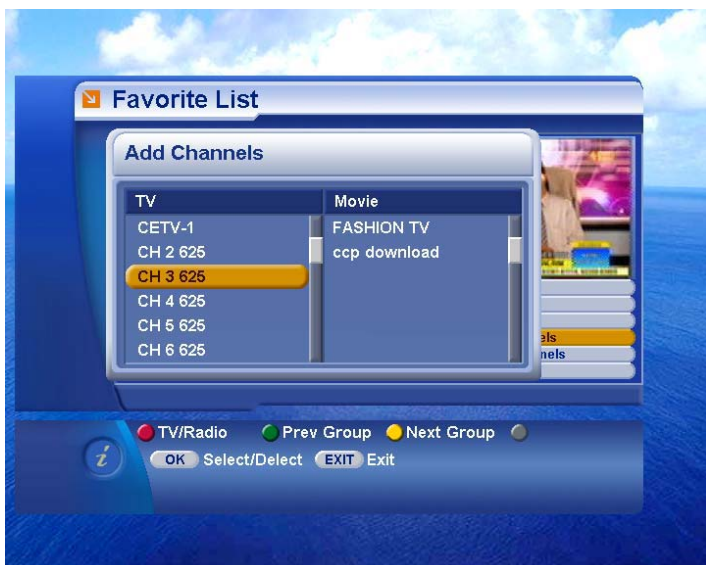 Favorite List
Add Channels
TV Movie
CETV-1 FASHION TV
CH 2 625 ccp download
CH 3 625
CH 4 625
CH 5 625
CH 6 625
els
nels
TV/Radio Prev Group Next Group
i OK Select/Delect EXIT Exit